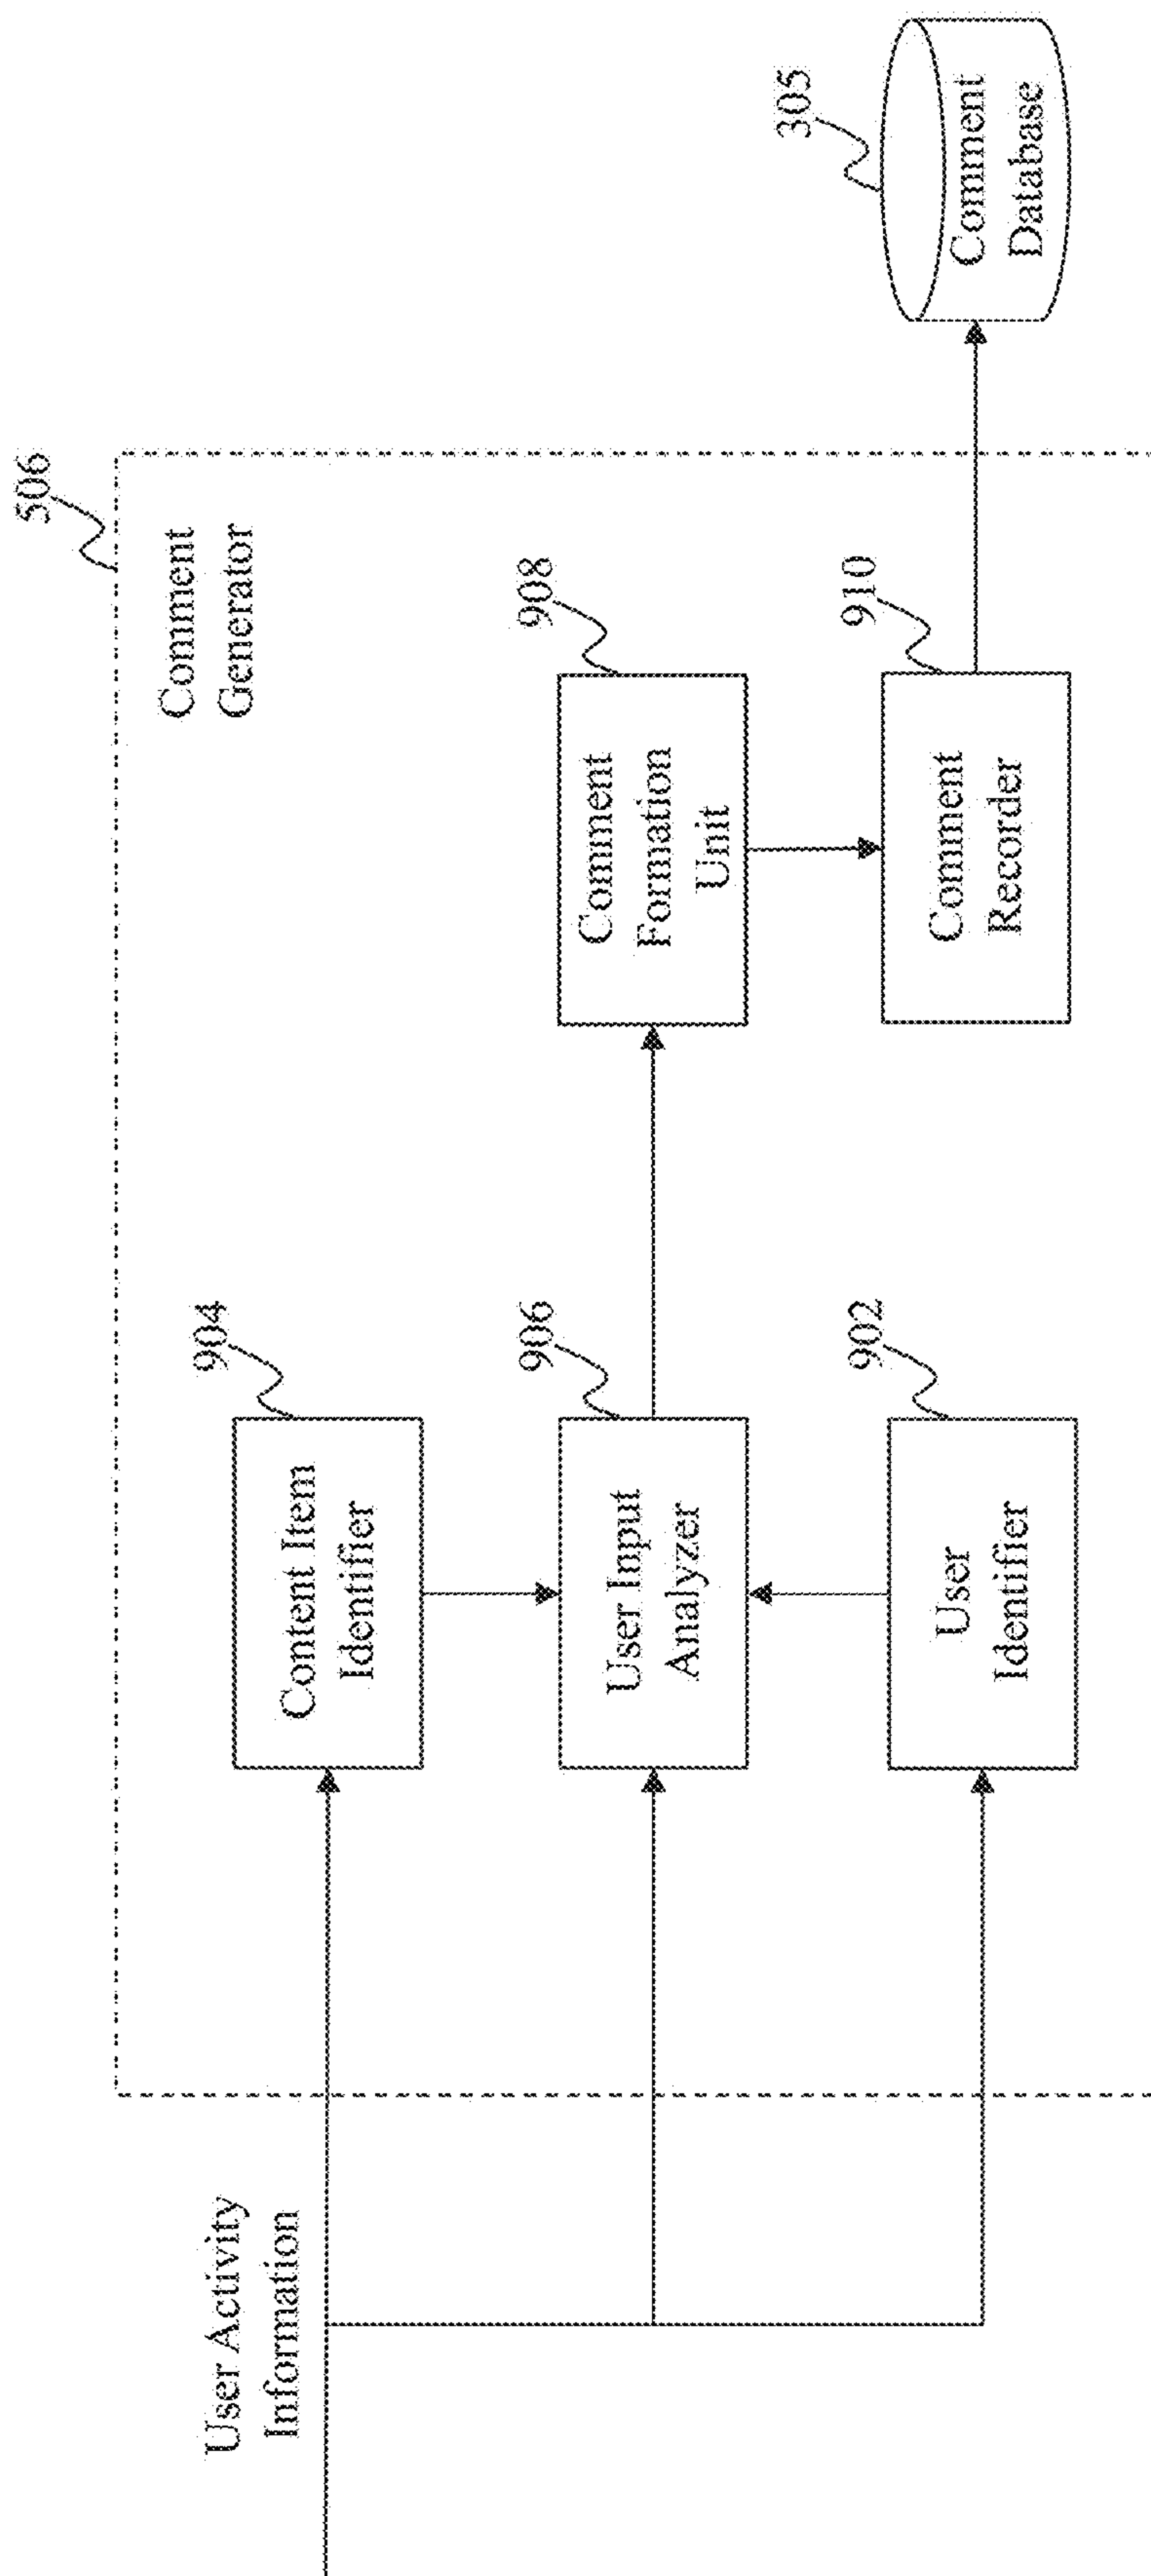 506
Comment
Generator
User Activity
Information
904
Content Item
Identifier
906
User Input
Analyzer
908
Comment
Formation
Unit
902
User
Identifier
910
Comment
Recorder
305
Comment
Database